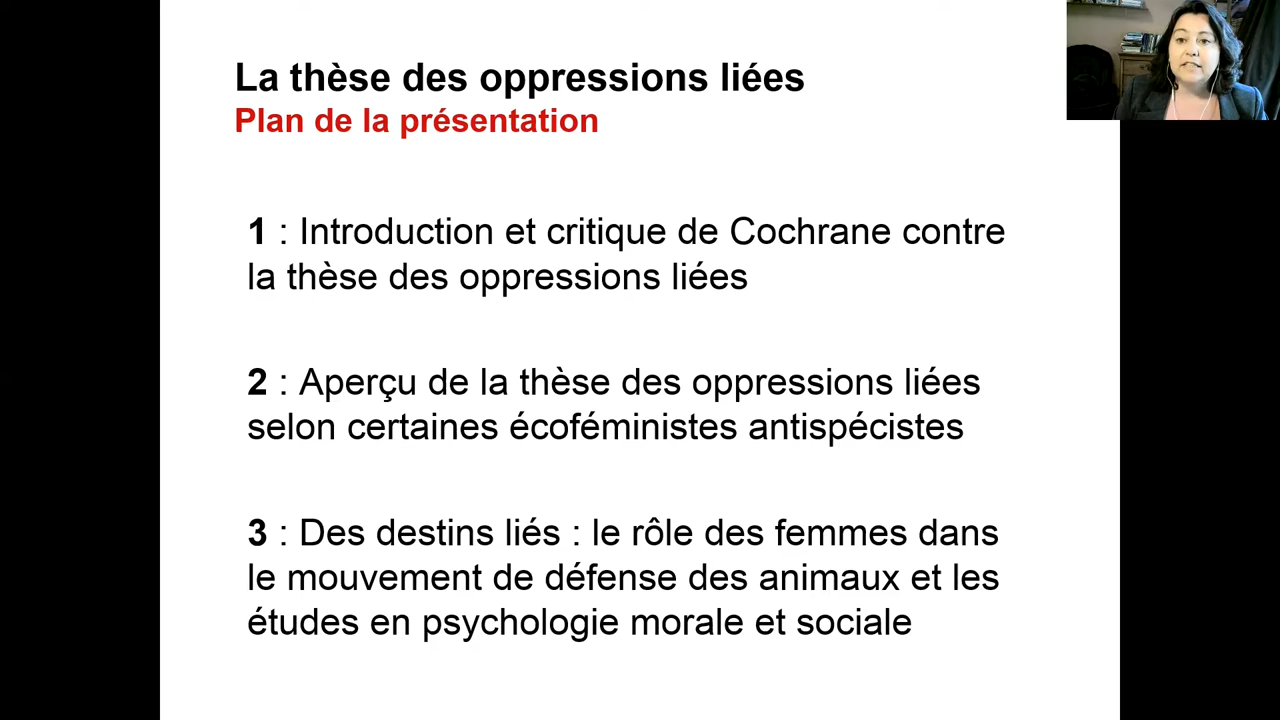 La thèse des oppressions liées
Plan de la présentation
1 : Introduction et critique de Cochrane contre
la thèse des oppressions liées
2 : Aperçu de la thèse des oppressions liées
selon certaines écoféministes antispécistes
3 : Des destins liés : le rôle des femmes dans
le mouvement de défense des animaux et les
études en psychologie morale et sociale